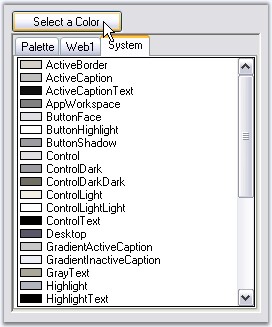 Select a Color
Palette Web1 System
ActiveBorder
ActiveCaption
ActiveCaptionText
AppWorkspace
ButtonFace
ButtonHighlight
ButtonShadow
Control
ControlDark
ControlDarkDark
ControlLight
ControlLightLight
ControlText
Desktop
GradientActiveCaption
GradientInactiveCaption
GrayText
Highlight
HighlightText